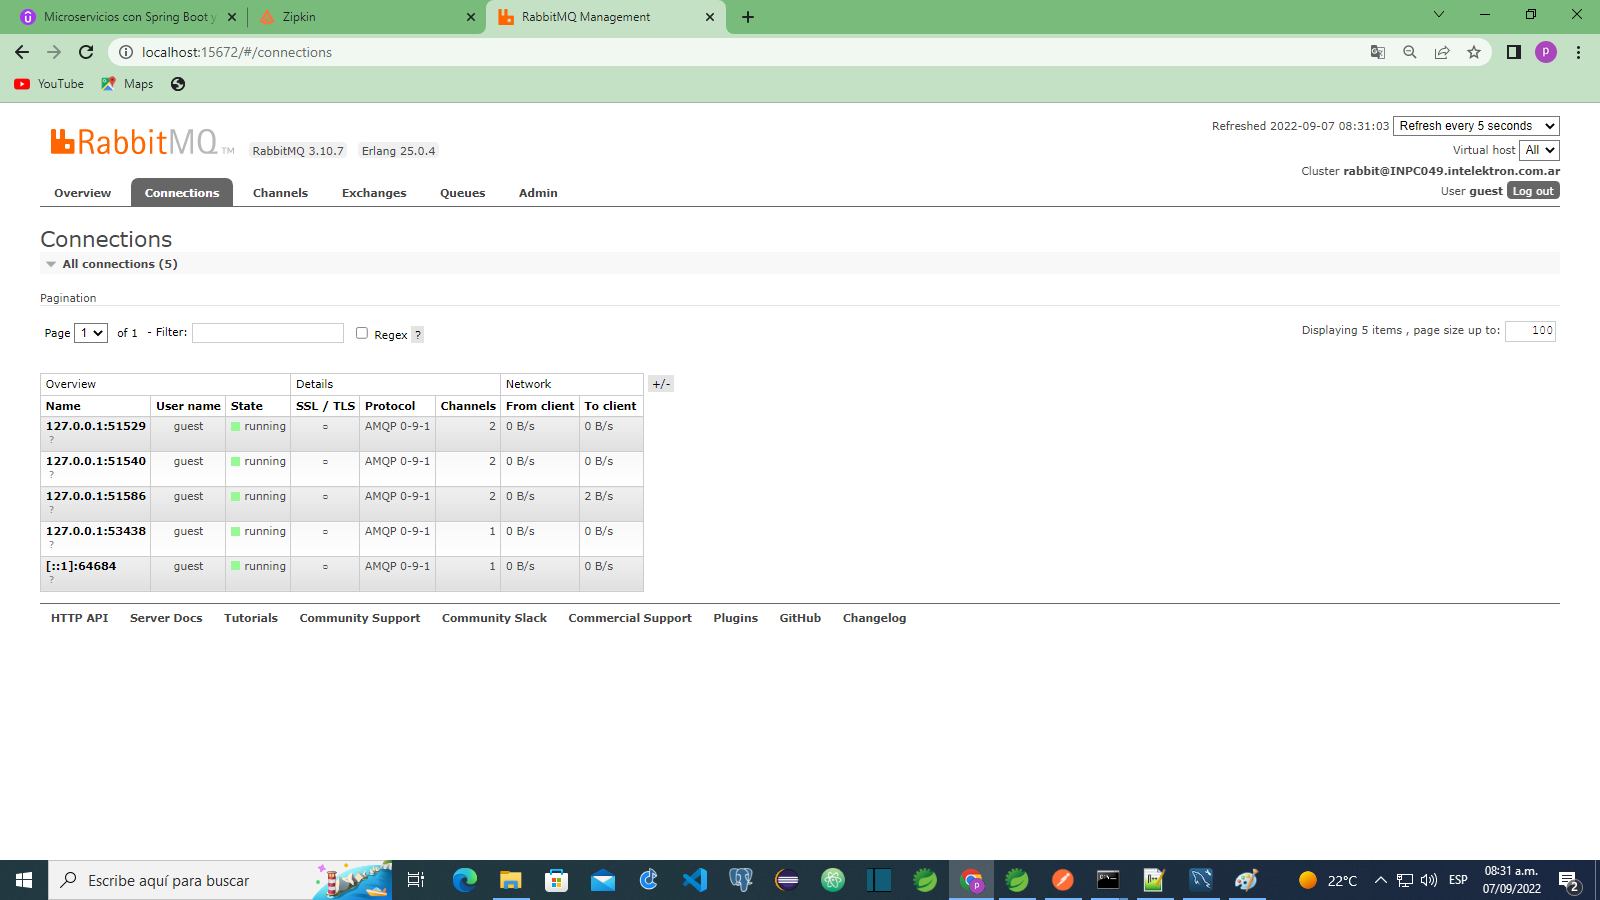 Microservicios con Spring Boot y
Zipkin
RabbitMQ Management
localhost:15672/#/connections
P
YouTube
Maps
RabbitMQ TM
RabbitMQ 3.10.7
Erlang 25.0.4
Refreshed 2022-09-07 08:31:03 Refresh every 5 seconds
Virtual host All
Cluster rabbit@INPC049.intelektron.com.ar
User guest Log out
Overview Connections Channels Exchanges Queues Admin
Connections
All connections (5)
Pagination
Page 1 of 1 - Filter: Regex ?
Displaying 5 items , page size up to: 100
Overview Details Network +/-
Name User name State SSL / TLS Protocol Channels From client To client
127.0.0.1:51529 guest running ○ AMQP 0-9-1 2 0 B/s 0 B/s
?
127.0.0.1:51540 guest running ○ AMQP 0-9-1 2 0 B/s 0 B/s
?
127.0.0.1:51586 guest running ○ AMQP 0-9-1 2 0 B/s 2 B/s
?
127.0.0.1:53438 guest running ○ AMQP 0-9-1 1 0 B/s 0 B/s
?
[::1]:64684 guest running ○ AMQP 0-9-1 1 0 B/s 0 B/s
?
HTTP API Server Docs Tutorials Community Support Community Slack Commercial Support Plugins GitHub Changelog
Escribe aquí para buscar
22°C
ESP
08:31 a.m.
07/09/2022
2